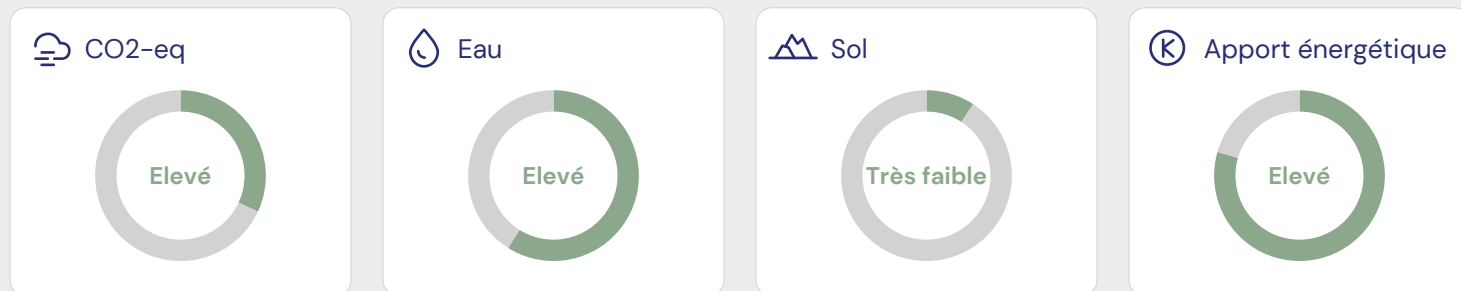 CO2-eq
Elevé
Eau
Elevé
Sol
Très faible
Apport énergétique
Elevé